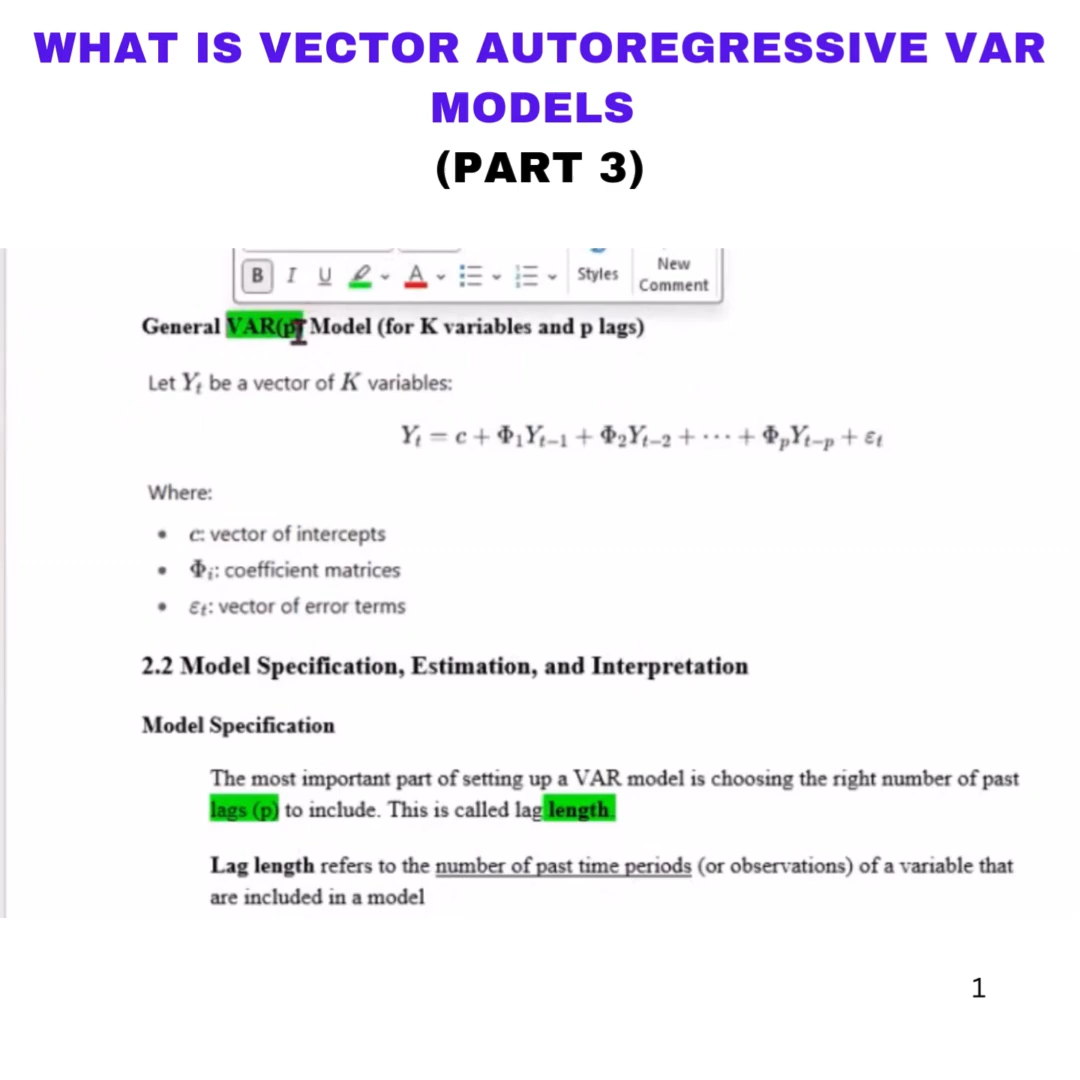 WHAT IS VECTOR AUTOREGRESSIVE VAR
MODELS
(PART 3)
B I U A Styles New
Comment
General VAR(p) Model (for K variables and p lags)
Let Yₜ be a vector of K variables:
Yₜ = c + Φ₁Yₜ₋₁ + Φ₂Yₜ₋₂ + ⋯ + ΦₚYₜ₋ₚ + εₜ
Where:
• c: vector of intercepts
• Φᵢ: coefficient matrices
• εₜ: vector of error terms
2.2 Model Specification, Estimation, and Interpretation
Model Specification
The most important part of setting up a VAR model is choosing the right number of past
lags (p) to include. This is called lag length.
Lag length refers to the number of past time periods (or observations) of a variable that
are included in a model
1